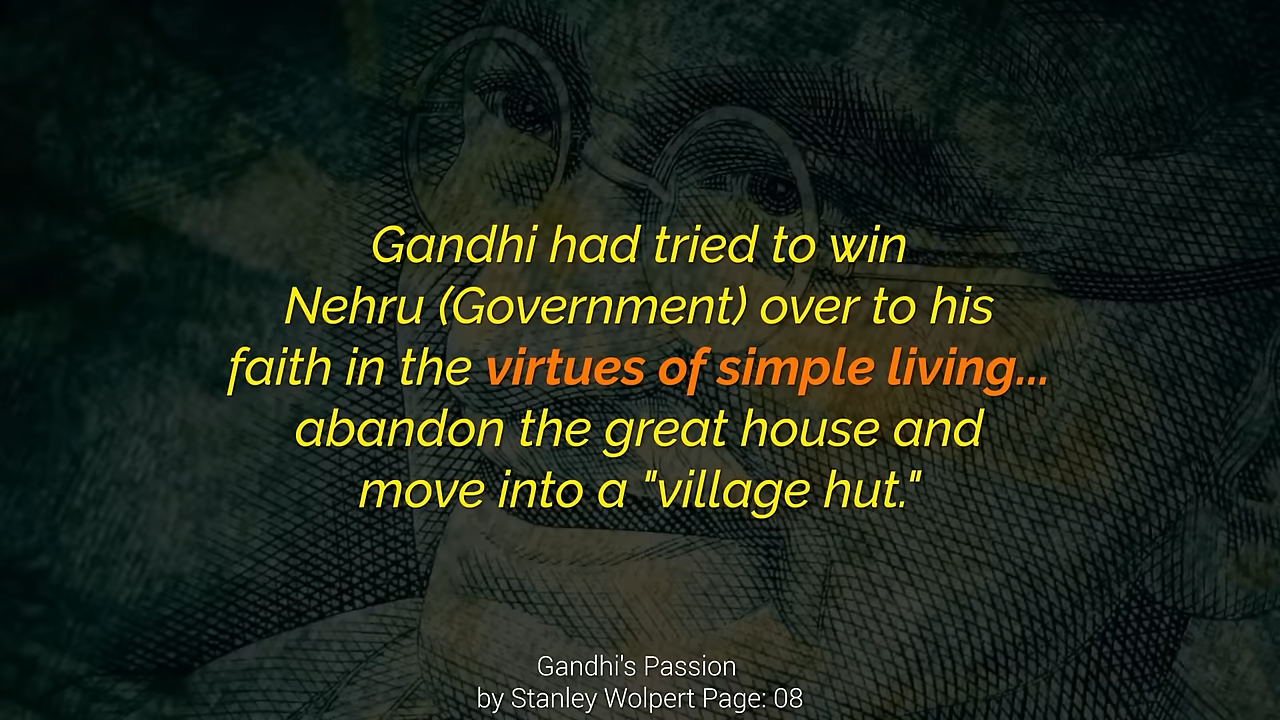 Gandhi had tried to win
Nehru (Government) over to his
faith in the virtues of simple living...
abandon the great house and
move into a "village hut."
Gandhi's Passion
by Stanley Wolpert Page: 08